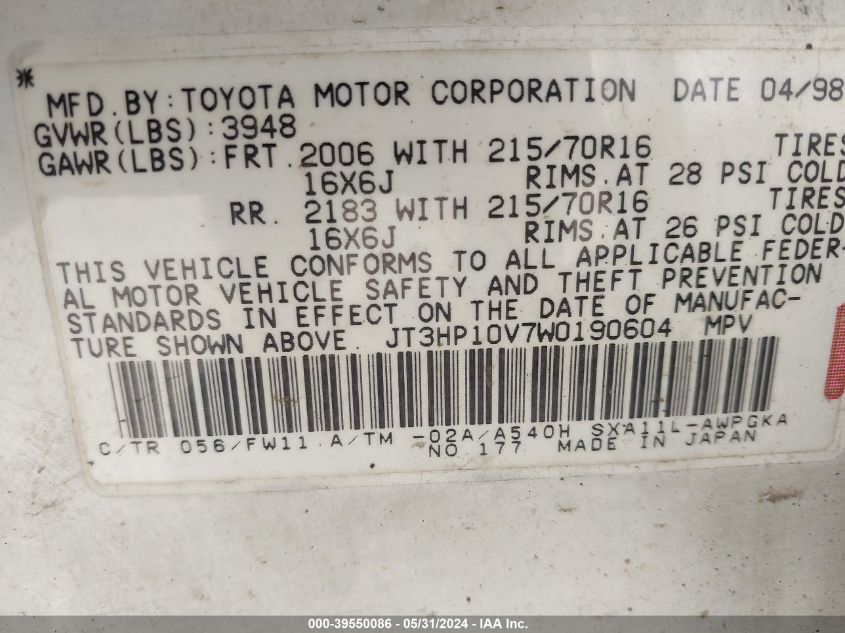 * MFD. BY: TOYOTA MOTOR CORPORATION DATE 04/98
GVWR(LBS): 3948
GAWR(LBS): FRT. 2006 WITH 215/70R16 TIRES
16X6J RIMS. AT 28 PSI COLD
RR. 2183 WITH 215/70R16 TIRES
16X6J RIMS. AT 26 PSI COLD
THIS VEHICLE CONFORMS TO ALL APPLICABLE FEDER-
AL MOTOR VEHICLE SAFETY AND THEFT PREVENTION
STANDARDS IN EFFECT ON THE DATE OF MANUFAC-
TURE SHOWN ABOVE. JT3HP10V7W0190604 MPV
C/TR 056/FW11 A/TM -02A/A540H SXA11L-AWPGKA
NO.177 MADE IN JAPAN
000-39550086 / 05/31/2024 - IAA Inc.